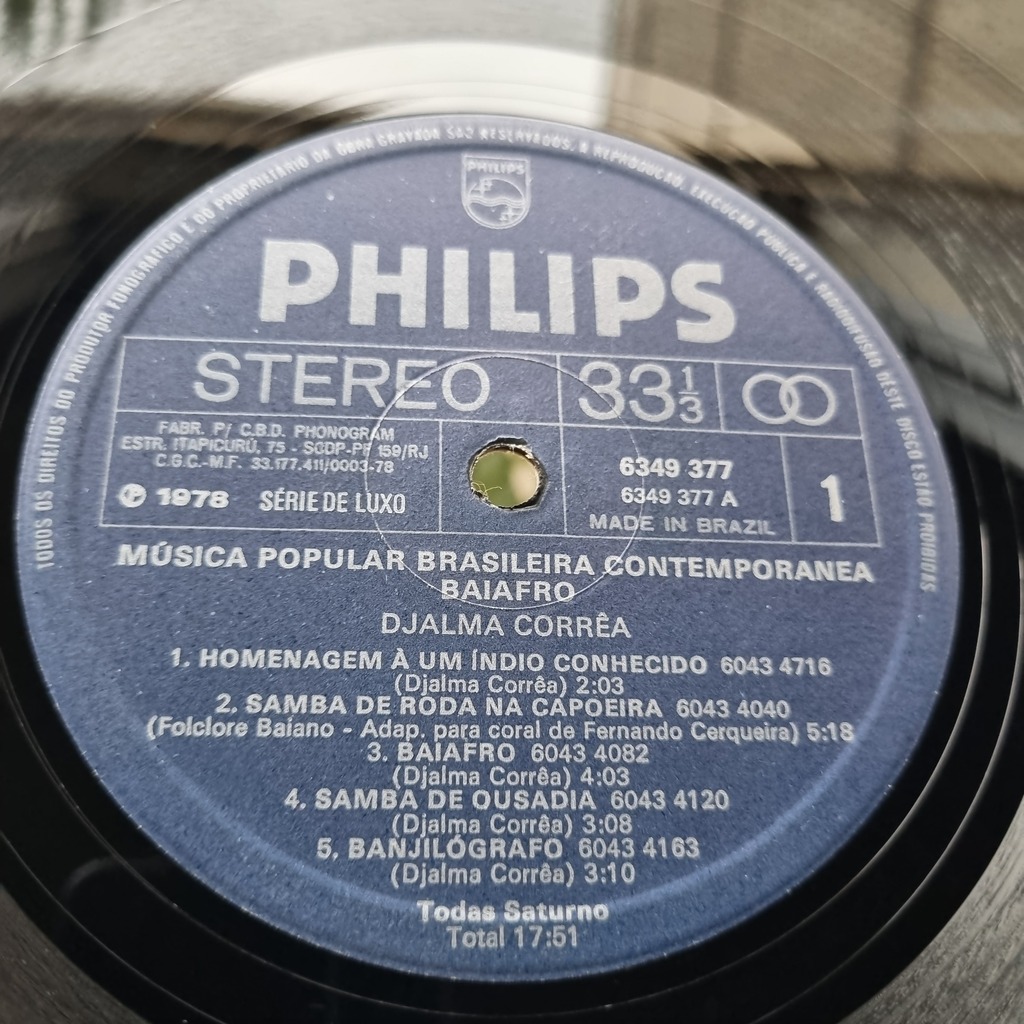 TODOS OS DIREITOS DO PRODUTOR FONOGRÁFICO E DO PROPRIETÁRIO DA OBRA GRAVADA SÃO RESERVADOS. A REPRODUÇÃO, EXECUÇÃO PÚBLICA E RADIODIFUSÃO DESTE DISCO ESTÃO PROIBIDAS
PHILIPS
PHILIPS
STEREO 33 1/3
FABR. P/ C.B.D. PHONOGRAM
ESTR. ITAPICURÚ, 75 - SCDP-PF 159/RJ
C.G.C.-M.F. 33.177.411/0003-78
℗ 1978 SÉRIE DE LUXO
6349 377
6349 377 A
MADE IN BRAZIL
1
MÚSICA POPULAR BRASILEIRA CONTEMPORANEA
BAIAFRO
DJALMA CORRÊA
1. HOMENAGEM À UM ÍNDIO CONHECIDO 6043 4716
(Djalma Corrêa) 2:03
2. SAMBA DE RODA NA CAPOEIRA 6043 4040
(Folclore Baiano - Adap. para coral de Fernando Cerqueira) 5:18
3. BAIAFRO 6043 4082
(Djalma Corrêa) 4:03
4. SAMBA DE OUSADIA 6043 4120
(Djalma Corrêa) 3:08
5. BANJILÓGRAFO 6043 4163
(Djalma Corrêa) 3:10
Todas Saturno
Total 17:51